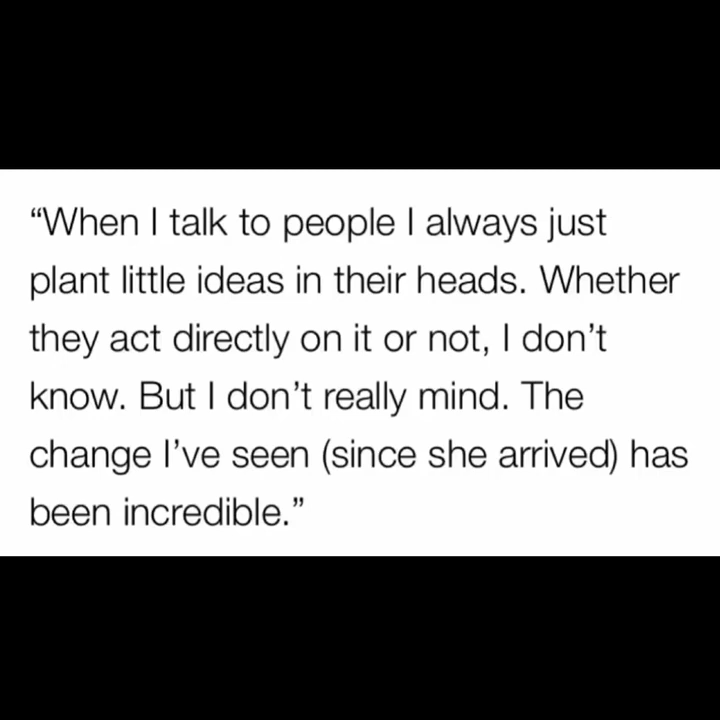 “When I talk to people I always just
plant little ideas in their heads. Whether
they act directly on it or not, I don’t
know. But I don’t really mind. The
change I’ve seen (since she arrived) has
been incredible.”